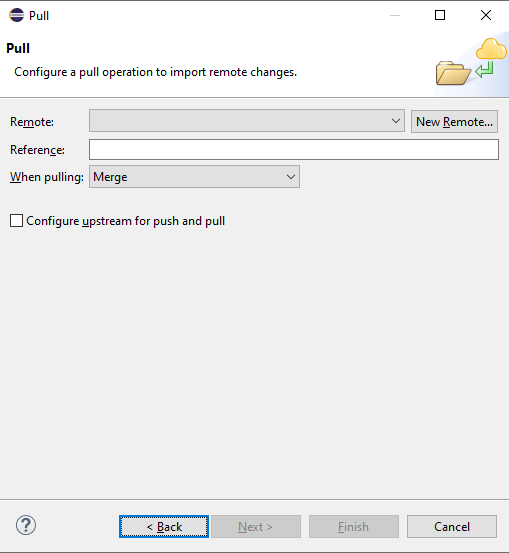 Pull
Pull
Configure a pull operation to import remote changes.
Remote:
New Remote...
Reference:
When pulling: Merge
Configure upstream for push and pull
? < Back Next > Finish Cancel